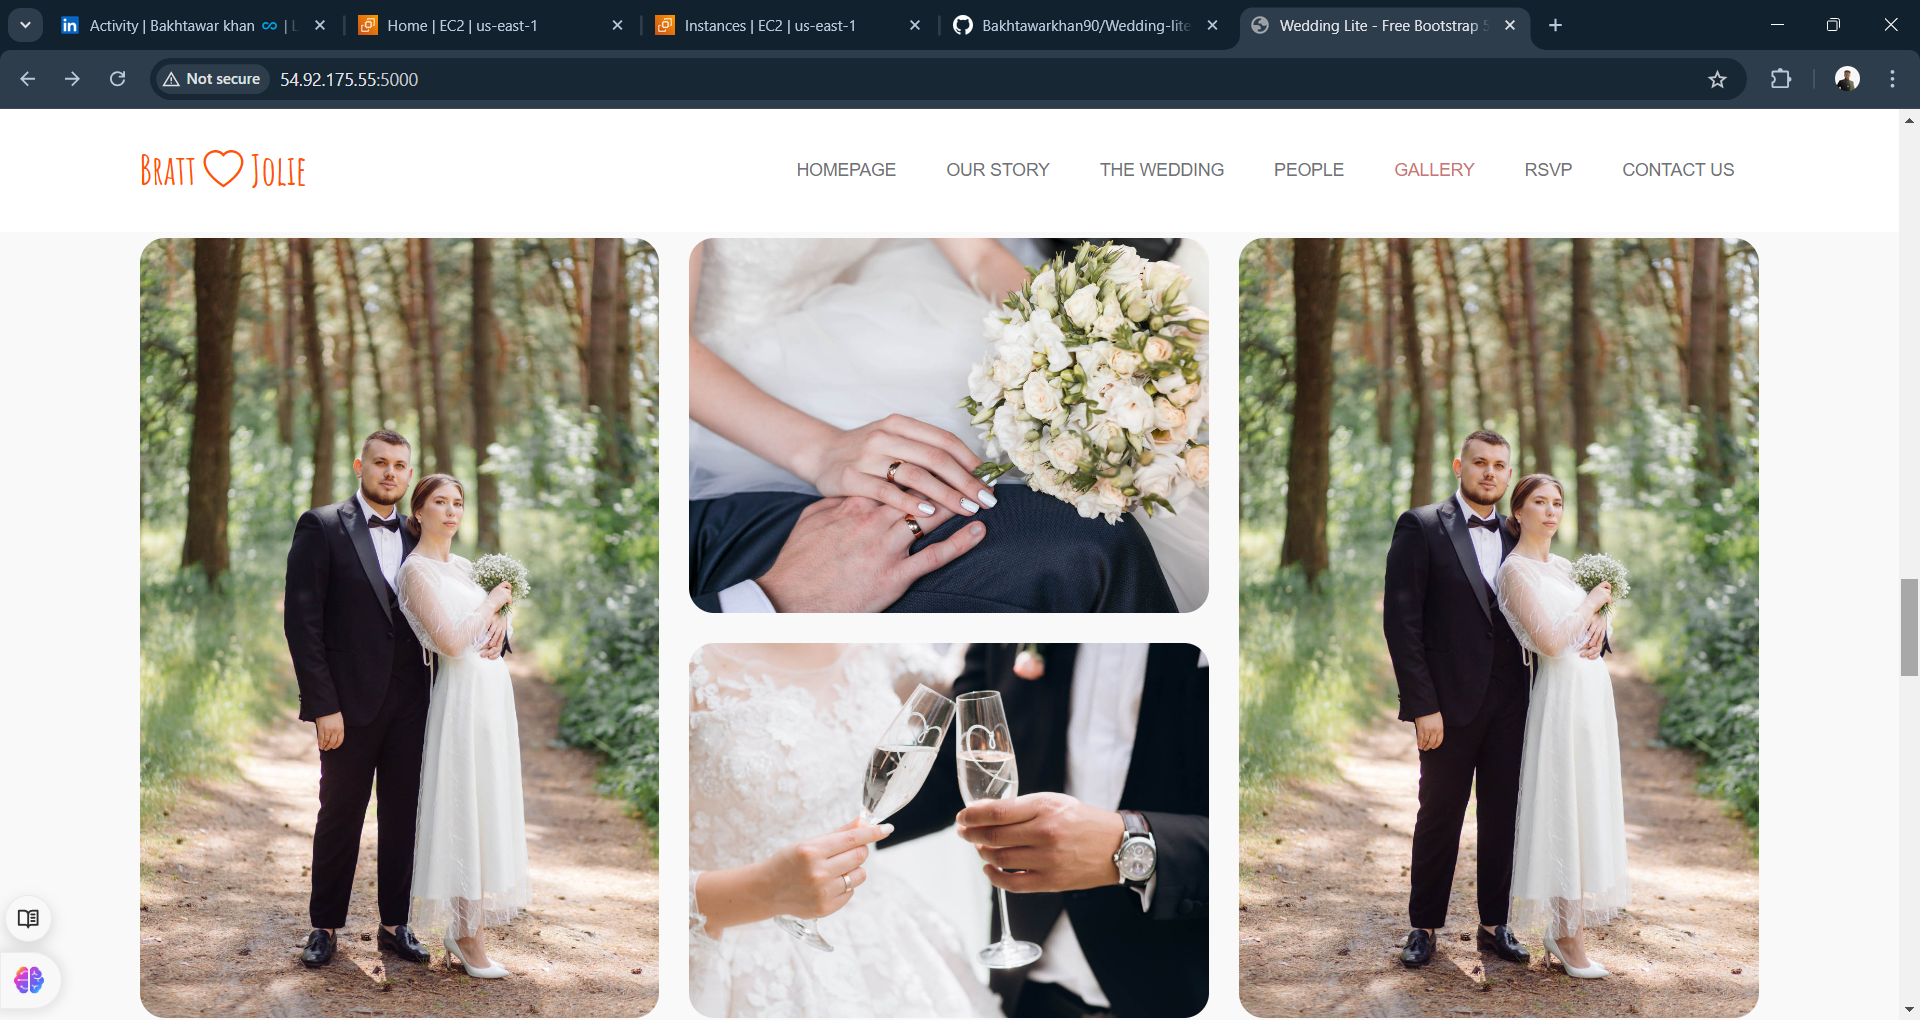 Activity | Bakhtawar khan ∞ | L
Home | EC2 | us-east-1
Instances | EC2 | us-east-1
Bakhtawarkhan90/Wedding-lite
Wedding Lite - Free Bootstrap 5
Not secure
54.92.175.55:5000
BRATT JOLIE
HOMEPAGE
OUR STORY
THE WEDDING
PEOPLE
GALLERY
RSVP
CONTACT US